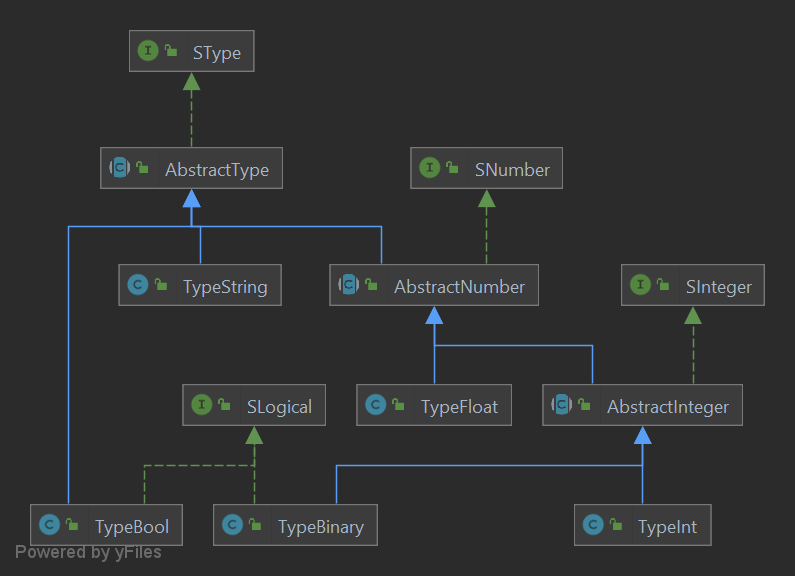 SType
AbstractType
SNumber
TypeString
AbstractNumber
SInteger
SLogical
TypeFloat
AbstractInteger
TypeBool
TypeBinary
TypeInt
Powered by yFiles